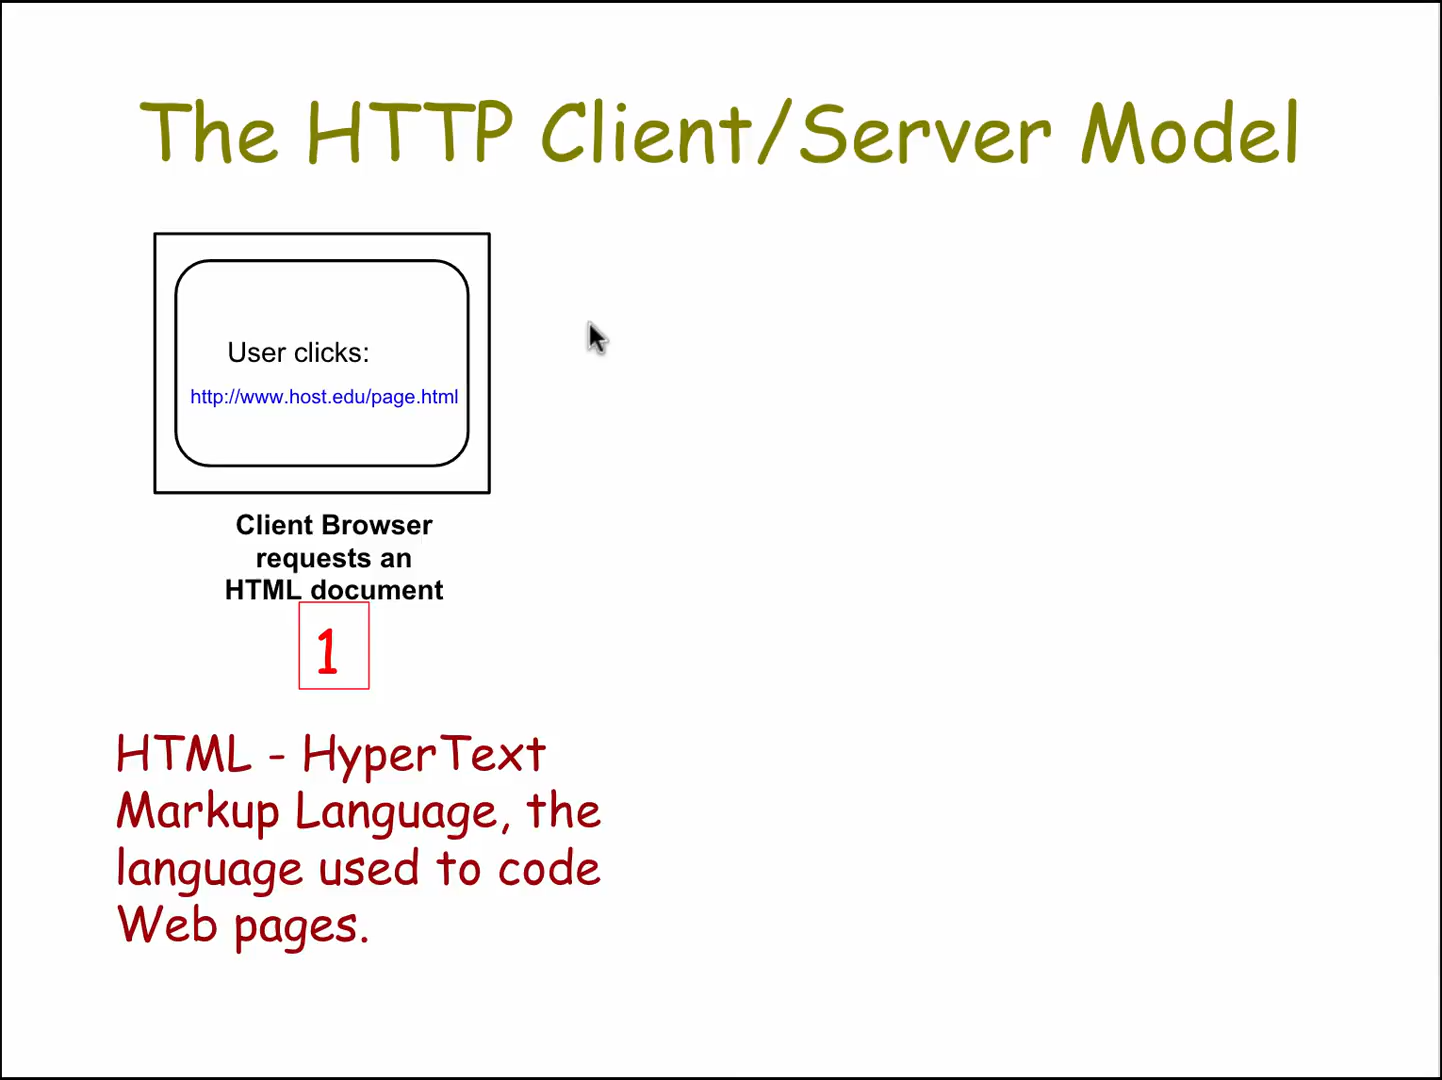 The HTTP Client/Server Model
User clicks:
http://www.host.edu/page.html
Client Browser
requests an
HTML document
1
HTML - HyperText
Markup Language, the
language used to code
Web pages.